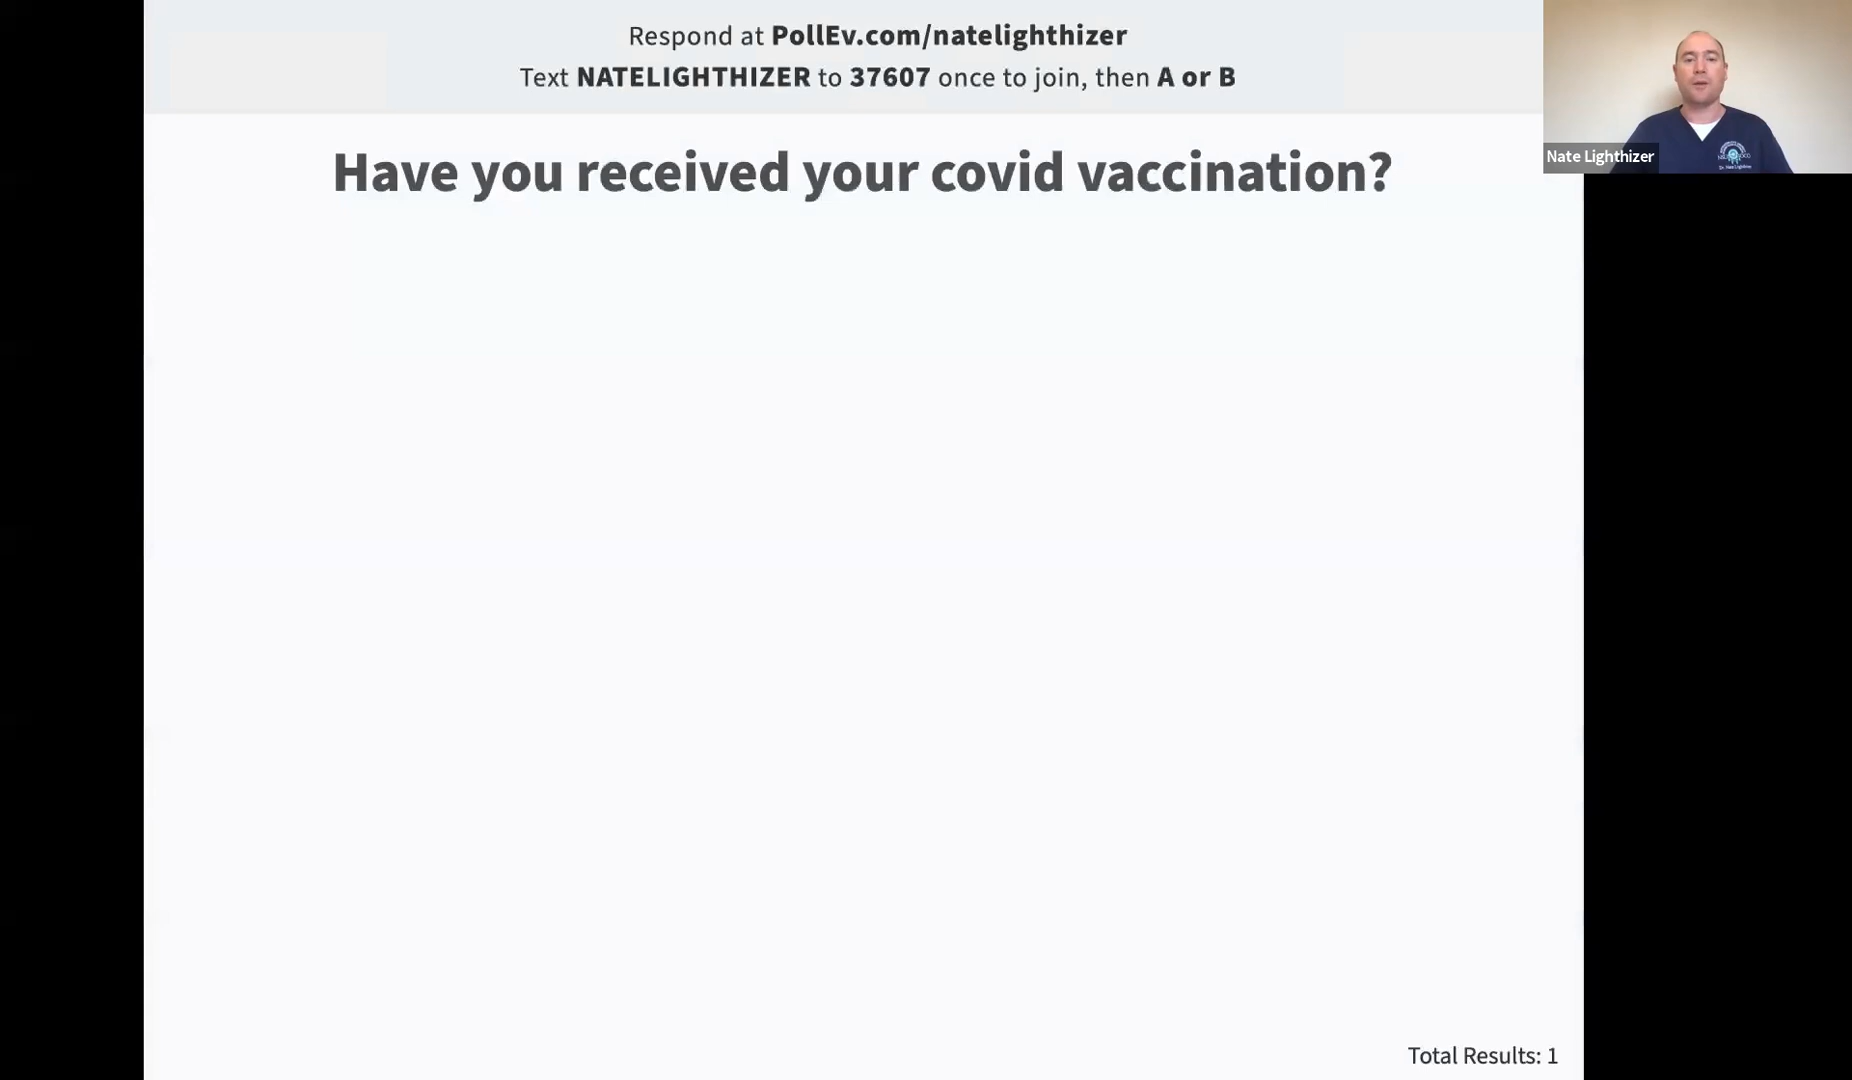 Respond at PollEv.com/natelighthizer
Text NATELIGHTHIZER to 37607 once to join, then A or B
Have you received your covid vaccination?
Nate Lighthizer
Total Results: 1